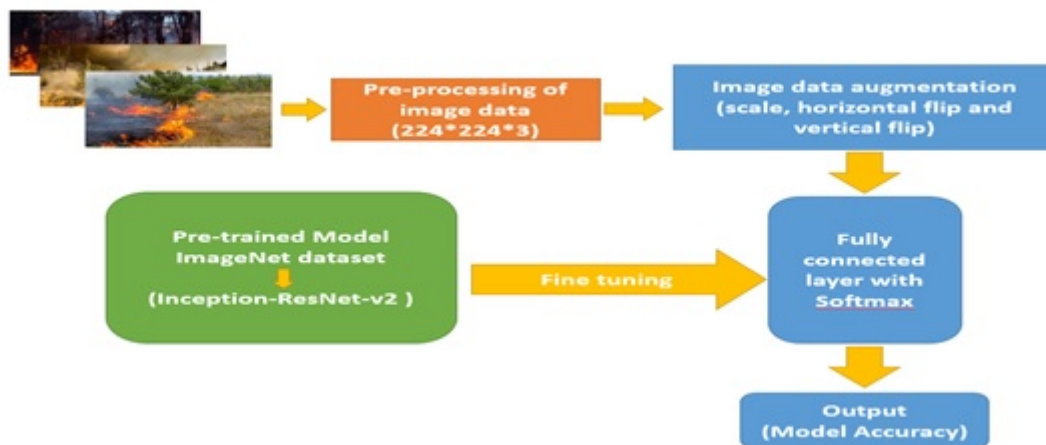 Pre-processing of
image data
(224*224*3)
Image data augmentation
(scale, horizontal flip and
vertical flip)
Pre-trained Model
ImageNet dataset
(Inception-ResNet-v2 )
Fine tuning
Fully
connected
layer with
Softmax
Output
(Model Accuracy)